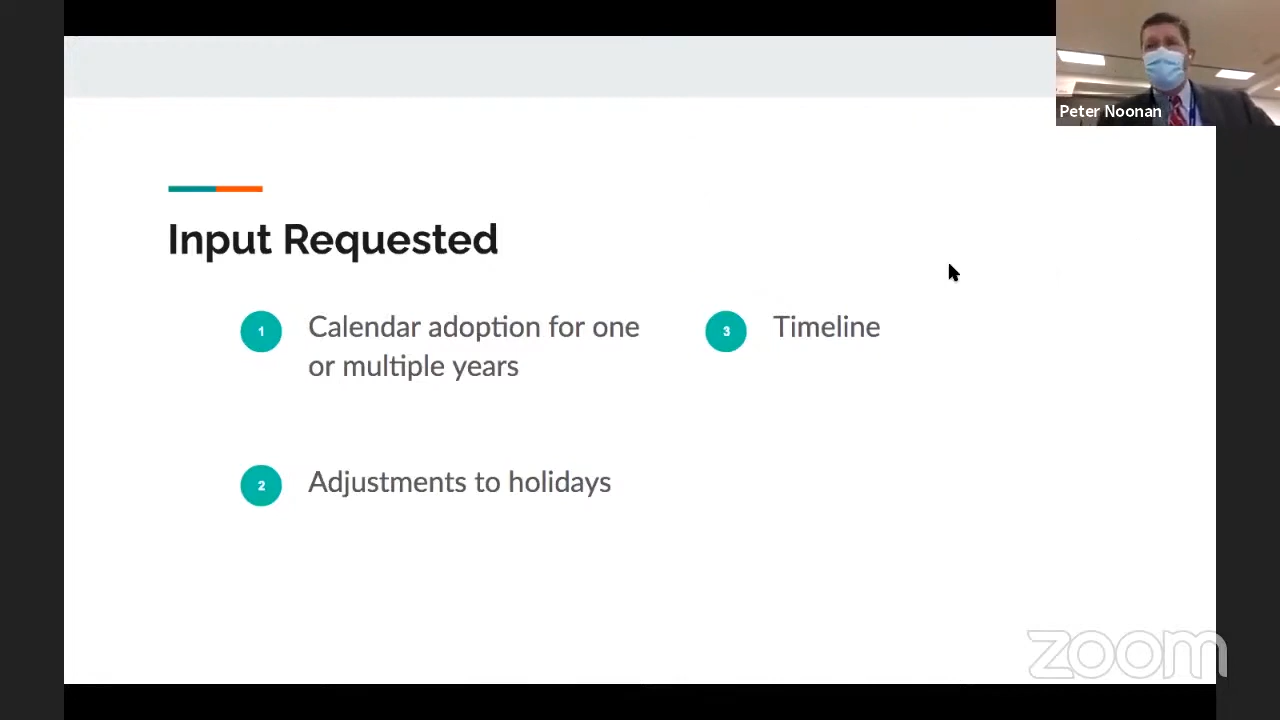 Peter Noonan
Input Requested
1
Calendar adoption for one
or multiple years
2
Adjustments to holidays
3
Timeline
zoom